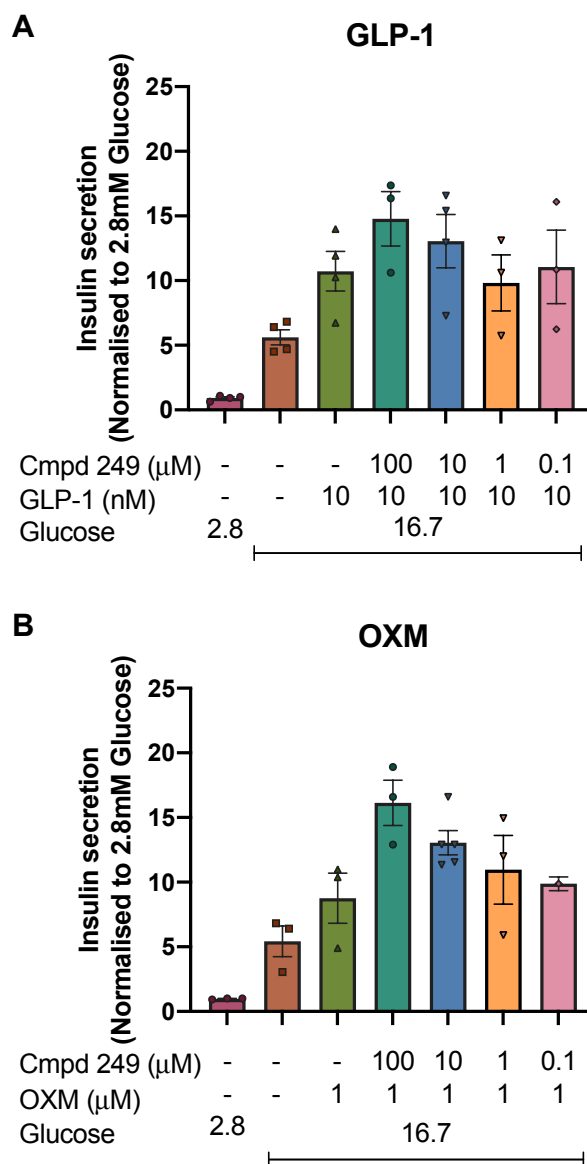 A
GLP-1
Insulin secretion
(Normalised to 2.8mM Glucose)
25
20
15
10
5
0
Cmpd 249 (μM) - - - 100 10 1 0.1
GLP-1 (nM) - - 10 10 10 10 10
Glucose 2.8 16.7
B
OXM
Insulin secretion
(Normalised to 2.8mM Glucose)
25
20
15
10
5
0
Cmpd 249 (μM) - - - 100 10 1 0.1
OXM (μM) - - 1 1 1 1 1
Glucose 2.8 16.7